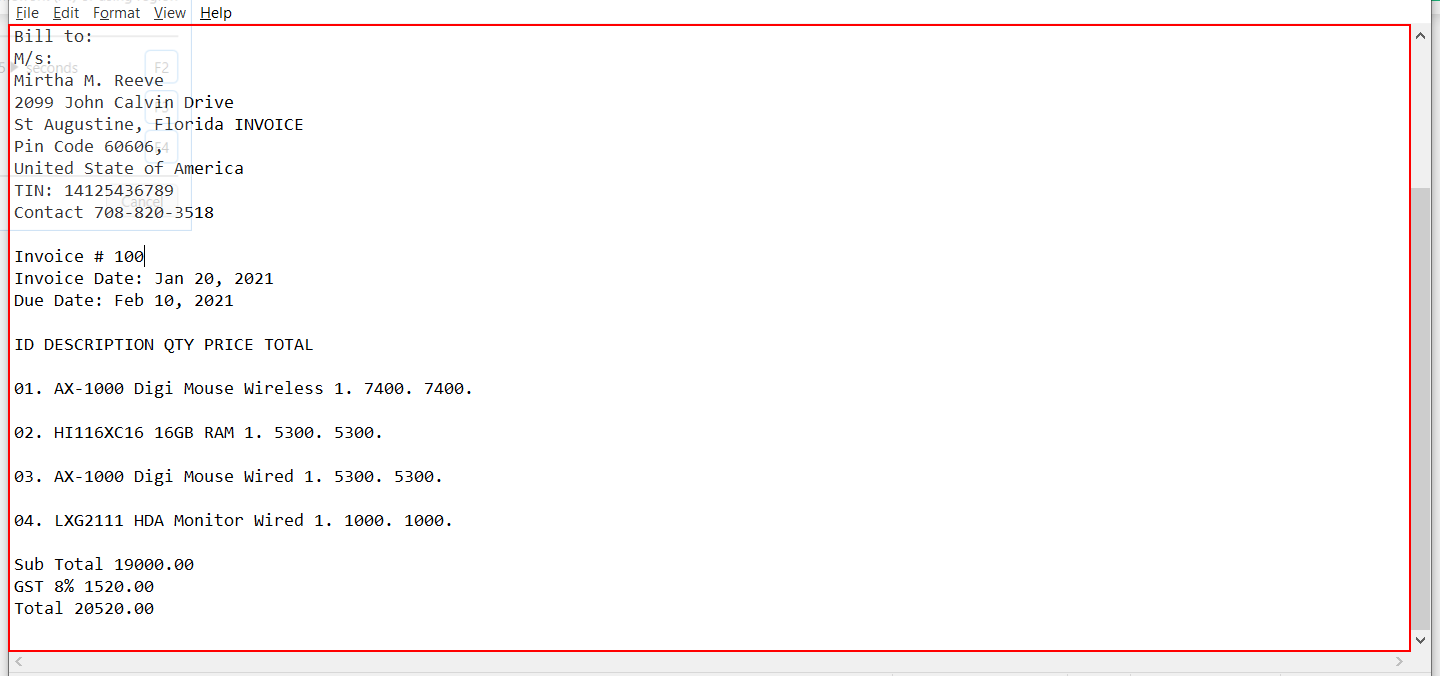 File Edit Format View Help
Bill to:
M/s:
seconds F2
Mirtha M. Reeve
2099 John Calvin Drive
St Augustine, Florida INVOICE
Pin Code 60606,
United State of America
TIN: 14125436789
Cancel
Contact 708-820-3518
Invoice # 100
Invoice Date: Jan 20, 2021
Due Date: Feb 10, 2021
ID DESCRIPTION QTY PRICE TOTAL
01. AX-1000 Digi Mouse Wireless 1. 7400. 7400.
02. HI116XC16 16GB RAM 1. 5300. 5300.
03. AX-1000 Digi Mouse Wired 1. 5300. 5300.
04. LXG2111 HDA Monitor Wired 1. 1000. 1000.
Sub Total 19000.00
GST 8% 1520.00
Total 20520.00